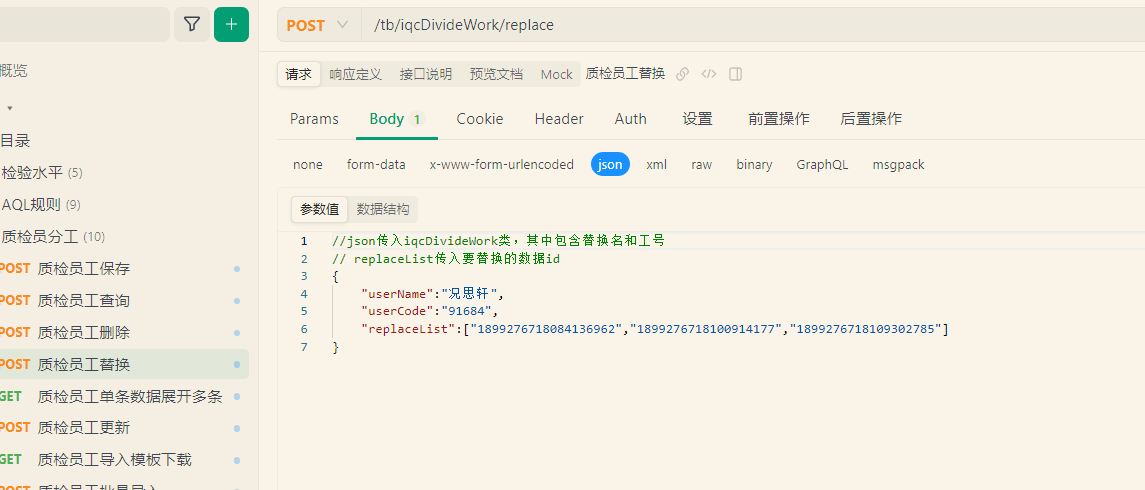 POST /tb/iqcDivideWork/replace
概览
目录
检验水平 (5)
AQL规则 (9)
质检员分工 (10)
POST 质检员工保存
POST 质检员工查询
POST 质检员工删除
POST 质检员工替换
GET 质检员工单条数据展开多条
POST 质检员工更新
GET 质检员工导入模板下载
POST 质检员工批量导入
请求 响应定义 接口说明 预览文档 Mock 质检员工替换
Params Body 1 Cookie Header Auth 设置 前置操作 后置操作
none form-data x-www-form-urlencoded json xml raw binary GraphQL msgpack
参数值 数据结构
1 //json传入iqcDivideWork类，其中包含替换名和工号
2 // replaceList传入要替换的数据id
3 {
4 "userName":"况思轩",
5 "userCode":"91684",
6 "replaceList":["1899276718084136962","1899276718100914177","1899276718109302785"]
7 }